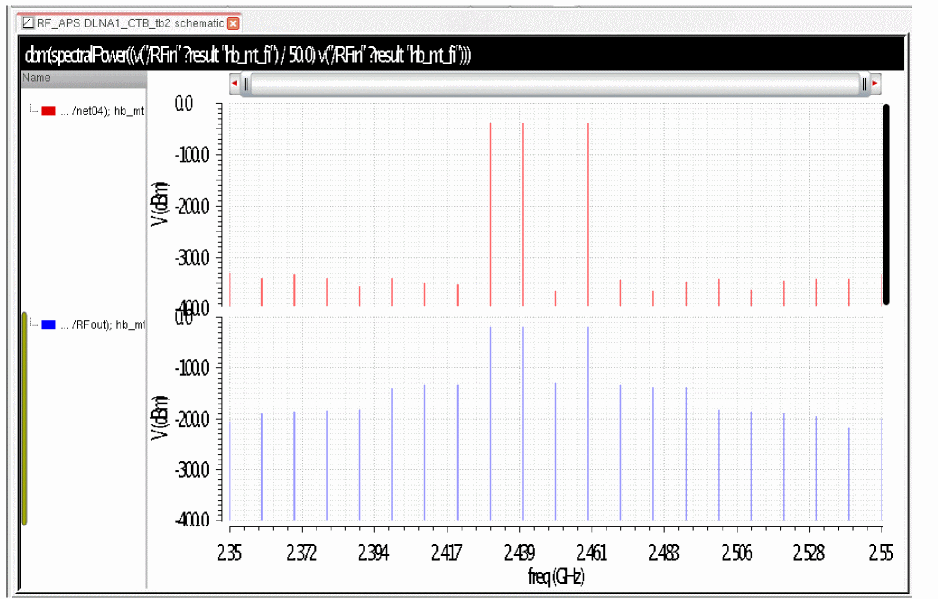 RF_APS DLNA1_CTB_tb2 schematic
dbm(spectralPower((v("/RFin" ?result "hb_mt_fi") / 50.0) v("/RFin" ?result "hb_mt_fi")))
Name
... /net04); hb_mt
0.0
-100.0
-200.0
-300.0
-400.0
V (dBm)
... /RFout); hb_mt
0.0
-100.0
-200.0
-300.0
-400.0
V (dBm)
2.35 2.372 2.394 2.417 2.439 2.461 2.483 2.506 2.528 2.55
freq (GHz)